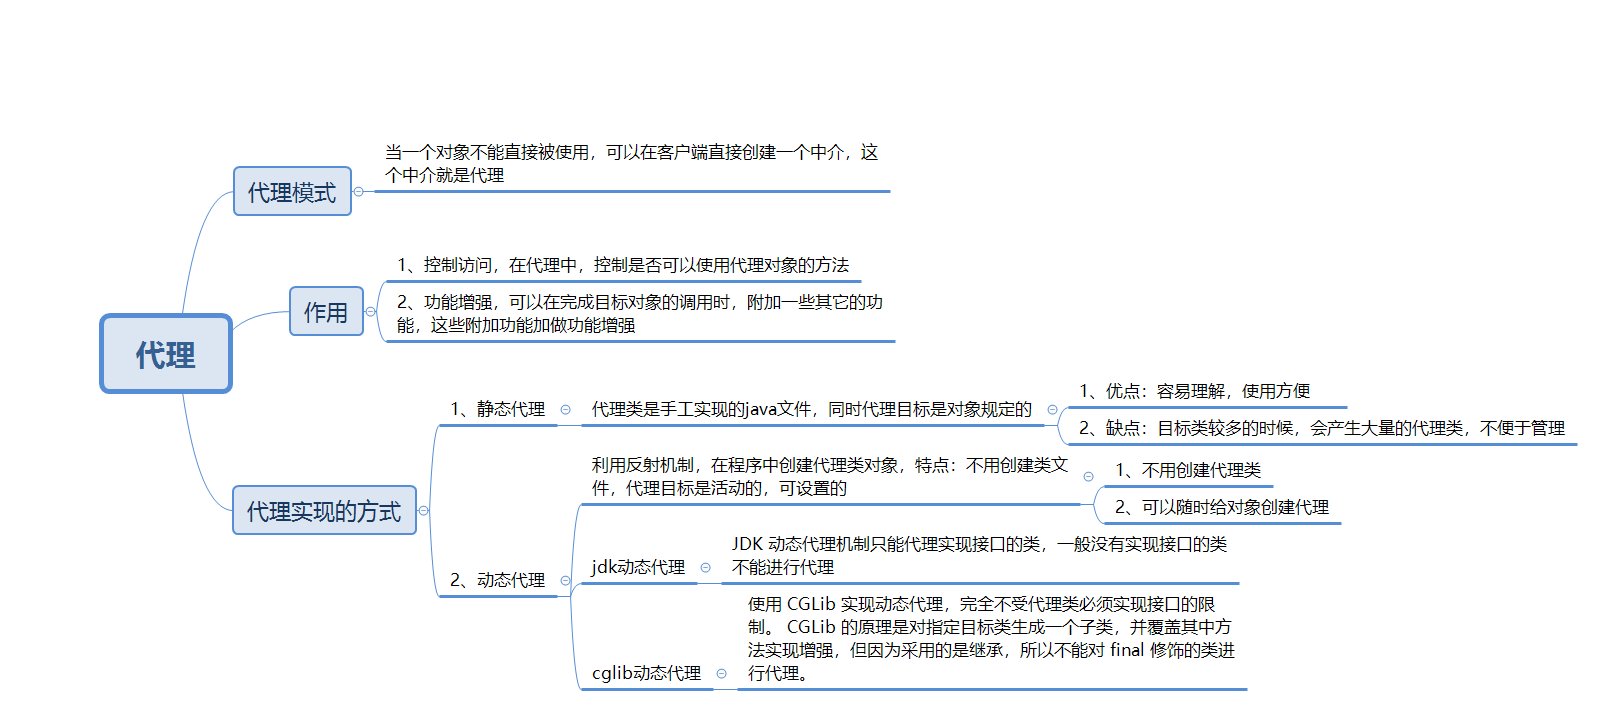 代理
代理模式
当一个对象不能直接被使用，可以在客户端直接创建一个中介，这
个中介就是代理
作用
1、控制访问，在代理中，控制是否可以使用代理对象的方法
2、功能增强，可以在完成目标对象的调用时，附加一些其它的功
能，这些附加功能加做功能增强
代理实现的方式
1、静态代理
代理类是手工实现的java文件，同时代理目标是对象规定的
1、优点：容易理解，使用方便
2、缺点：目标类较多的时候，会产生大量的代理类，不便于管理
2、动态代理
利用反射机制，在程序中创建代理类对象，特点：不用创建类文
件，代理目标是活动的，可设置的
1、不用创建代理类
2、可以随时给对象创建代理
jdk动态代理
JDK 动态代理机制只能代理实现接口的类，一般没有实现接口的类
不能进行代理
cglib动态代理
使用 CGLib 实现动态代理，完全不受代理类必须实现接口的限
制。 CGLib 的原理是对指定目标类生成一个子类，并覆盖其中方
法实现增强，但因为采用的是继承，所以不能对 final 修饰的类进
行代理。